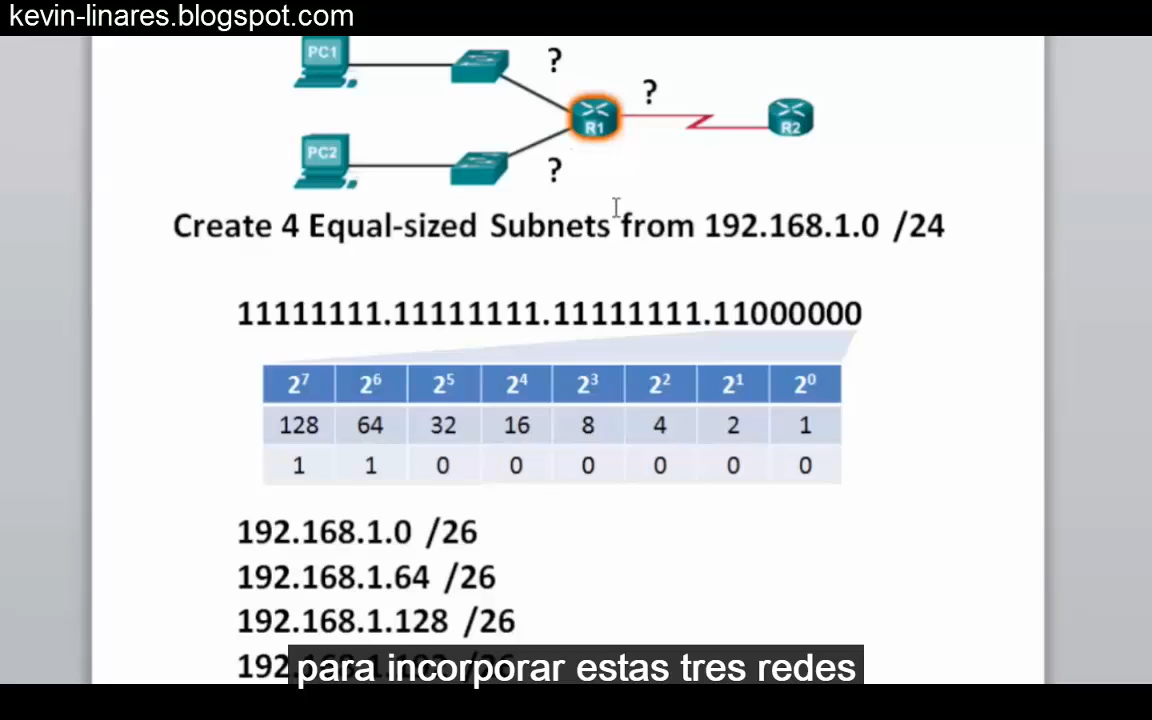 kevin-linares.blogspot.com
PC1
?
?
R1
R2
PC2
?
Create 4 Equal-sized Subnets from 192.168.1.0 /24
11111111.11111111.11111111.11000000
2⁷ 2⁶ 2⁵ 2⁴ 2³ 2² 2¹ 2⁰
128 64 32 16 8 4 2 1
1 1 0 0 0 0 0 0
192.168.1.0 /26
192.168.1.64 /26
192.168.1.128 /26
para incorporar estas tres redes